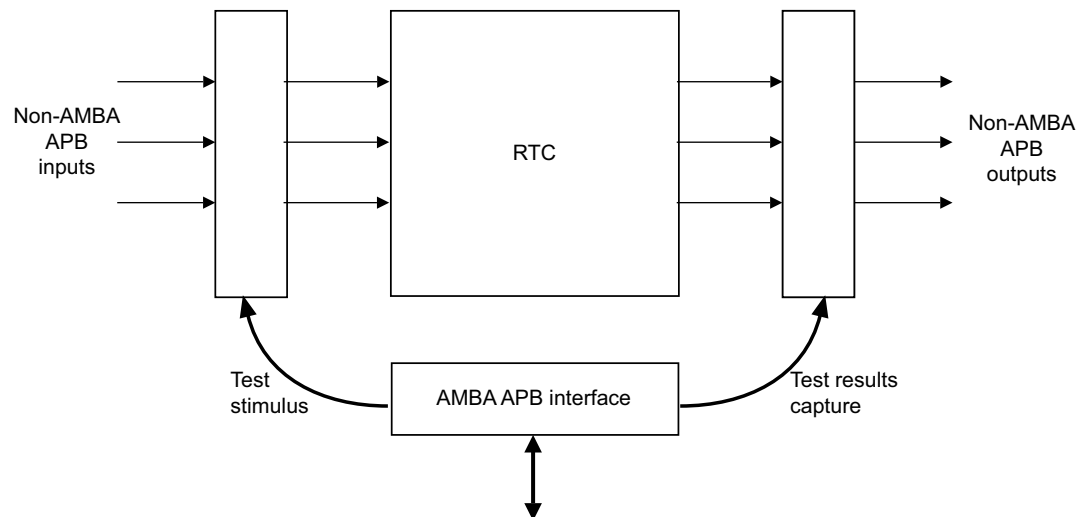 Non-AMBA
APB
inputs
RTC
Non-AMBA
APB
outputs
Test
stimulus
AMBA APB interface
Test results
capture